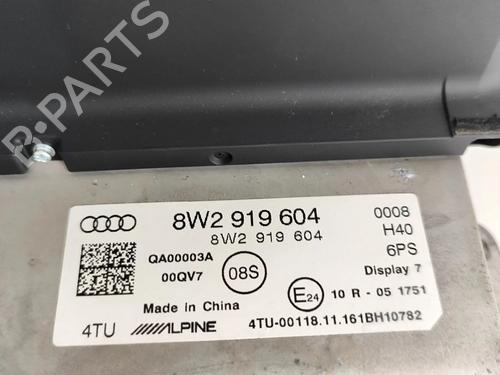 B-PARTS
8W2 919 604
8W2 919 604
0008
H40
6PS
QA00003A
00QV7
08S
Display 7
E24
10 R - 05 1751
Made in China
4TU
ALPINE
4TU-00118.11.161BH10782